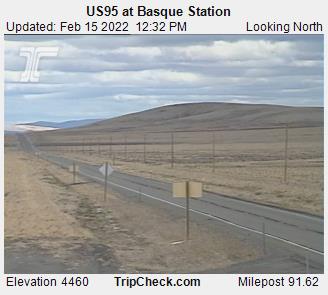 US95 at Basque Station
Updated: Feb 15 2022 12:32 PM Looking North
Elevation 4460 TripCheck.com Milepost 91.62